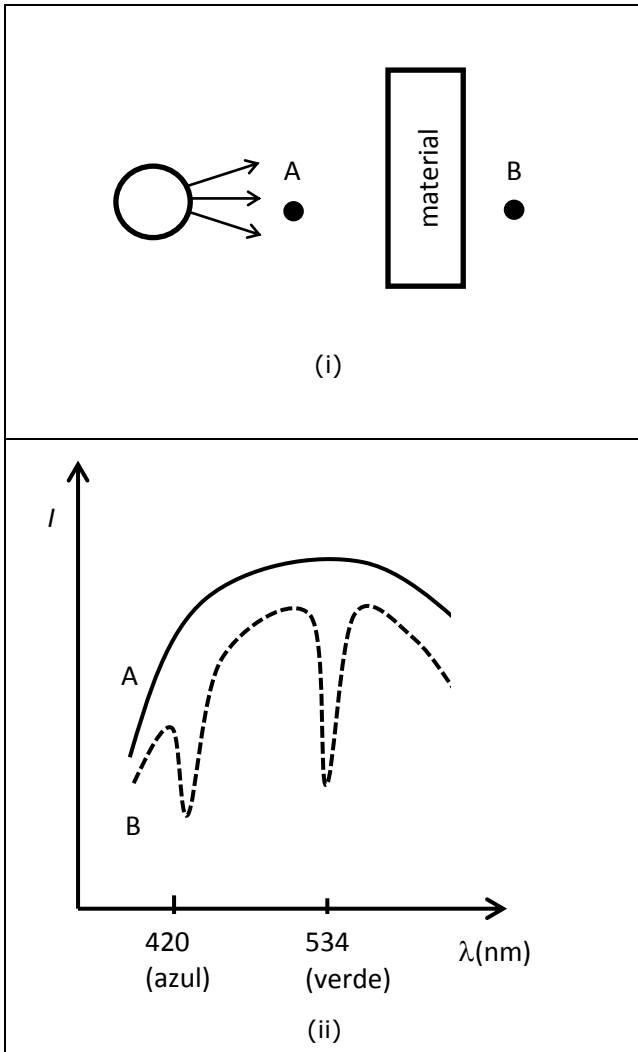 A
material
B
(i)
I
A
B
420
(azul)
534
(verde)
λ(nm)
(ii)